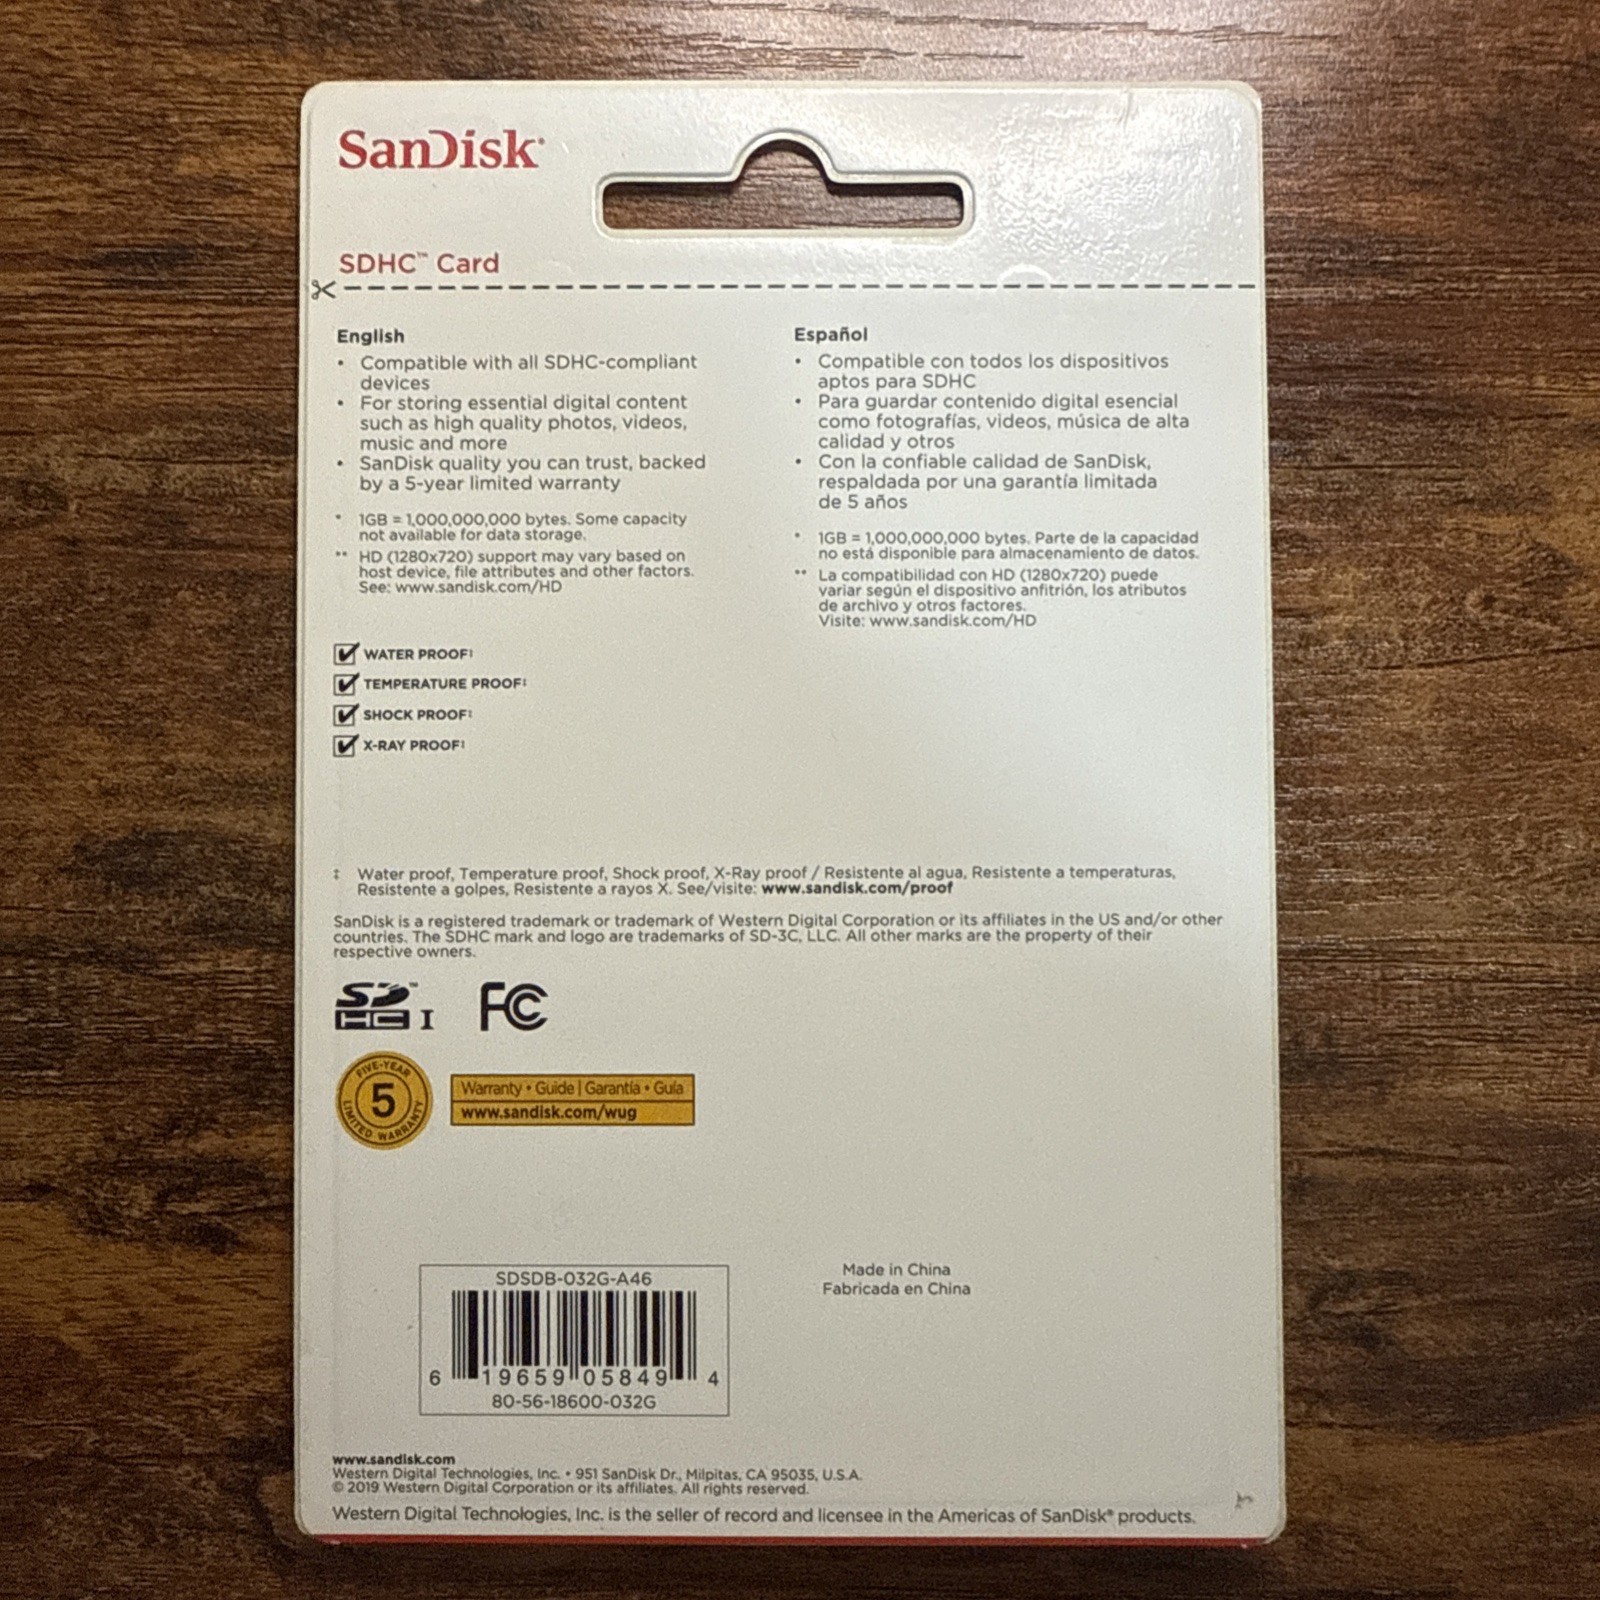 SanDisk®
SDHC™ Card
English
• Compatible with all SDHC-compliant
devices
• For storing essential digital content
such as high quality photos, videos,
music and more
• SanDisk quality you can trust, backed
by a 5-year limited warranty
* 1GB = 1,000,000,000 bytes. Some capacity
not available for data storage.
** HD (1280x720) support may vary based on
host device, file attributes and other factors.
See: www.sandisk.com/HD
Español
• Compatible con todos los dispositivos
aptos para SDHC
• Para guardar contenido digital esencial
como fotografías, videos, música de alta
calidad y otros
• Con la confiable calidad de SanDisk,
respaldada por una garantía limitada
de 5 años
* 1GB = 1,000,000,000 bytes. Parte de la capacidad
no está disponible para almacenamiento de datos.
** La compatibilidad con HD (1280x720) puede
variar según el dispositivo anfitrión, los atributos
de archivo y otros factores.
Visite: www.sandisk.com/HD
WATER PROOF‡
TEMPERATURE PROOF‡
SHOCK PROOF‡
X-RAY PROOF‡
‡ Water proof, Temperature proof, Shock proof, X-Ray proof / Resistente al agua, Resistente a temperaturas,
Resistente a golpes, Resistente a rayos X. See/visite: www.sandisk.com/proof
SanDisk is a registered trademark or trademark of Western Digital Corporation or its affiliates in the US and/or other
countries. The SDHC mark and logo are trademarks of SD-3C, LLC. All other marks are the property of their
respective owners.
SD™
HC I FC
FIVE-YEAR
5
LIMITED WARRANTY
Warranty • Guide | Garantía • Guía
www.sandisk.com/wug
SDSDB-032G-A46
6 19659 05849 4
80-56-18600-032G
Made in China
Fabricada en China
www.sandisk.com
Western Digital Technologies, Inc. • 951 SanDisk Dr., Milpitas, CA 95035, U.S.A.
© 2019 Western Digital Corporation or its affiliates. All rights reserved.
Western Digital Technologies, Inc. is the seller of record and licensee in the Americas of SanDisk® products.